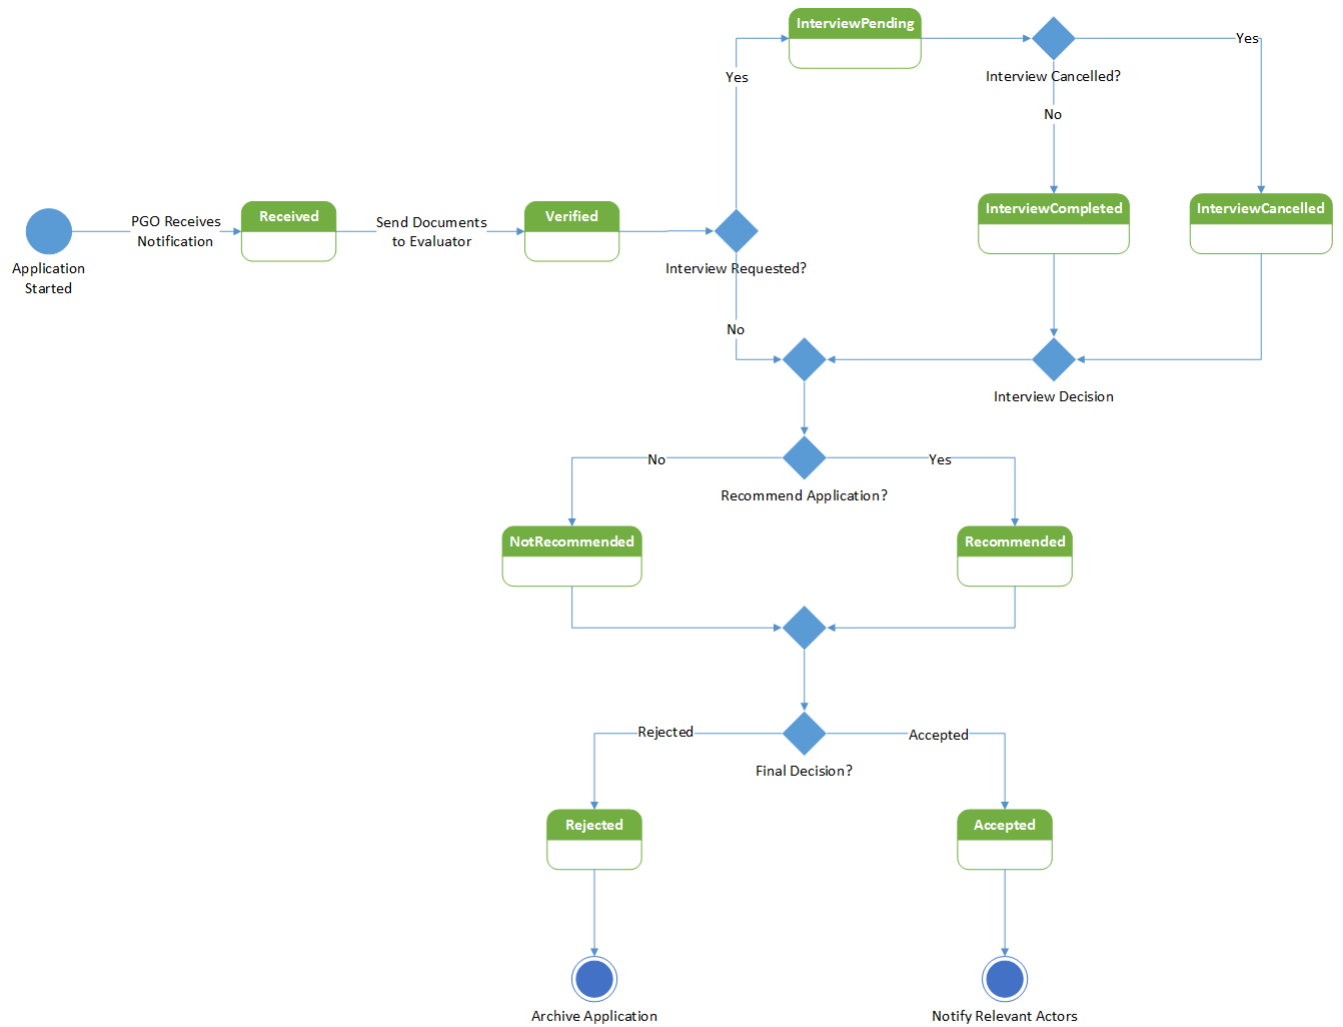 InterviewPending
Yes
Interview Cancelled?
Yes
No
PGO Receives
Notification
Received
Send Documents
to Evaluator
Verified
InterviewCompleted
InterviewCancelled
Application
Started
Interview Requested?
No
Interview Decision
No
Yes
Recommend Application?
NotRecommended
Recommended
Rejected
Accepted
Final Decision?
Rejected
Accepted
Archive Application
Notify Relevant Actors